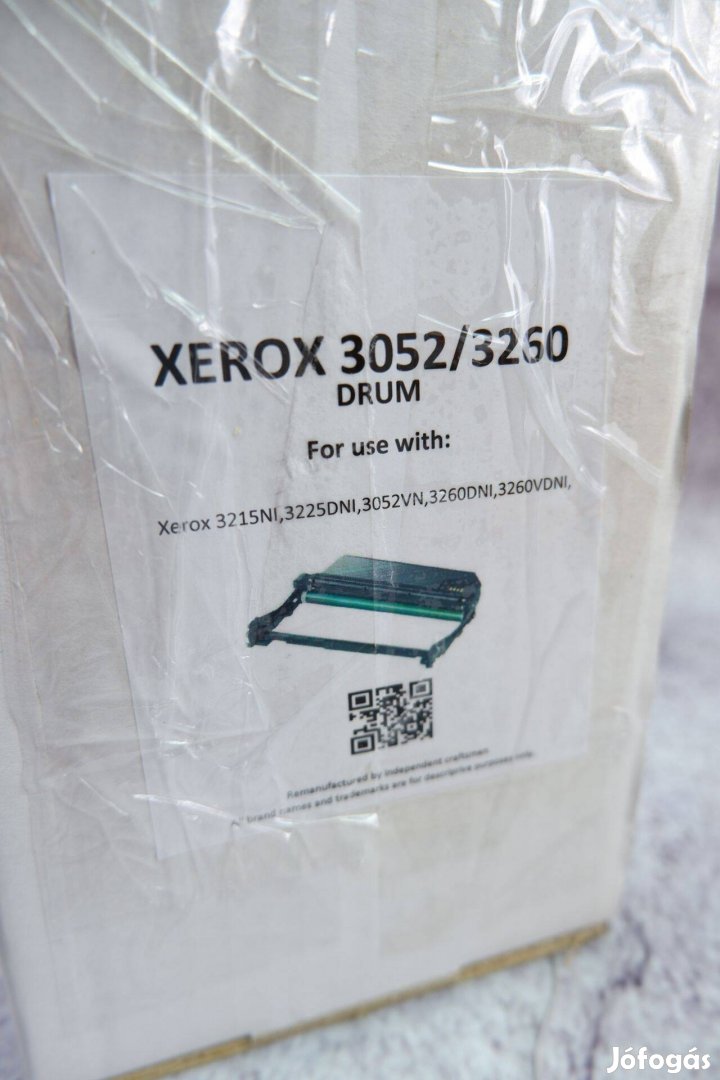 XEROX 3052/3260
DRUM
For use with:
Xerox 3215NI,3225DNI,3052VN,3260DNI,3260VDNI,
Remanufactured by independent craftsmen
All brand names and trademarks are for descriptive purposes only.
Jófogás